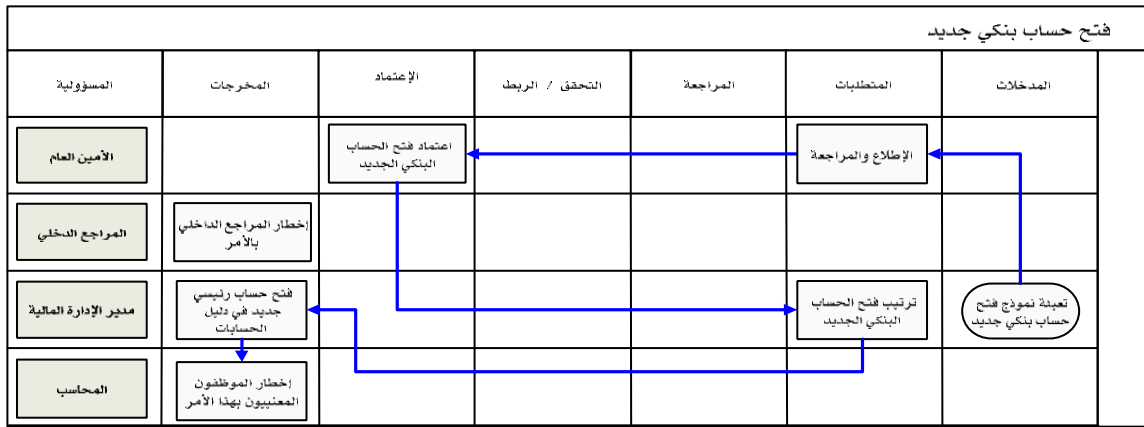 فتح حساب بنكي جديد
المدخلات
المتطلبات
المراجعة
التحقق / الربط
الإعتماد
المخرجات
المسؤولية
الإطلاع والمراجعة
اعتماد فتح الحساب
البنكي الجديد
الأمين العام
إخطار المراجع الداخلي
بالأمر
المراجع الدخلي
تعبئة نموذج فتح
حساب بنكي جديد
ترتيب فتح الحساب
البنكي الجديد
فتح حساب رئيسي
جديد في دليل
الحسابات
مدير الإدارة المالية
إخطار الموظفون
المعنييون بهذا الأمر
المحاسب